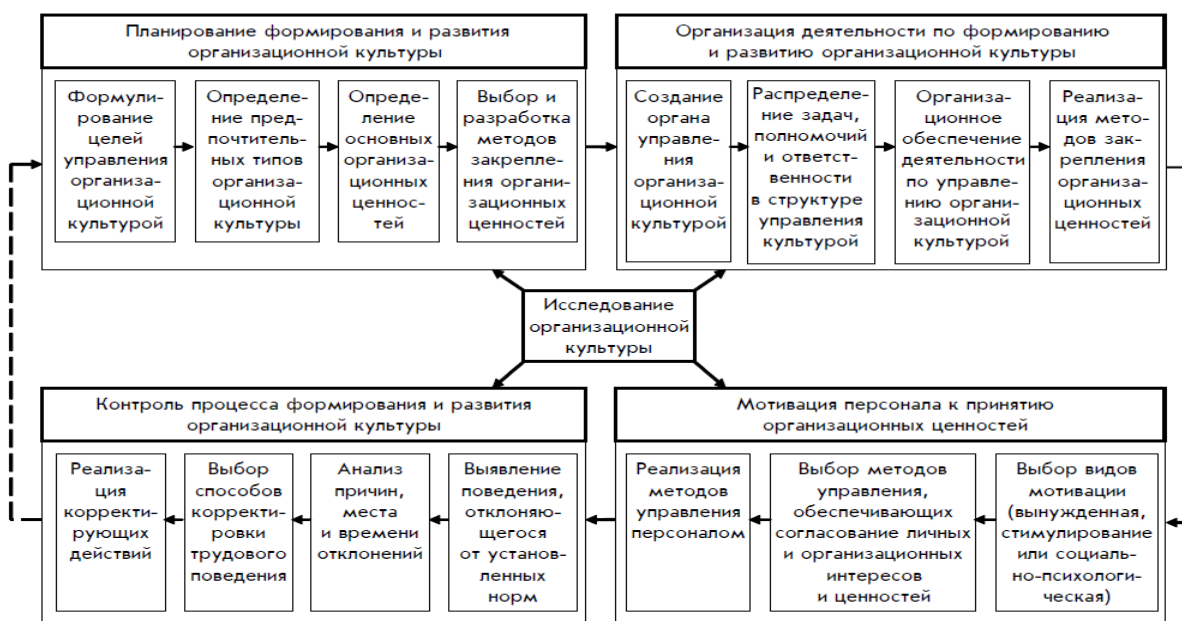 Планирование формирования и развития
организационной культуры
Формули-
рование
целей
управления
организа-
ционной
культурой
Определе-
ние пред-
почтитель-
ных типов
организа-
ционной
культуры
Опреде-
ление
основных
организа-
ционных
ценнос-
тей
Выбор и
разработка
методов
закрепле-
ния органи-
зационных
ценностей
Организация деятельности по формированию
и развитию организационной культуры
Создание
органа
управле-
ния
организа-
ционной
культурой
Распределе-
ние задач,
полномочий
и ответст-
венности
в структуре
управления
культурой
Организа-
ционное
обеспечение
деятельности
по управле-
нию органи-
зационной
культурой
Реализа-
ция мето-
дов зак-
репления
организа-
ционных
ценностей
Исследование
организационной
культуры
Контроль процесса формирования и развития
организационной культуры
Реализа-
ция
корректи-
рующих
действий
Выбор
способов
корректи-
ровки
трудового
поведения
Анализ
причин,
места
и времени
отклонений
Выявление
поведения,
отклоняю-
щегося
от установ-
ленных
норм
Мотивация персонала к принятию
организационных ценностей
Реализация
методов
управления
персоналом
Выбор методов
управления,
обеспечивающих
согласование личных
и организационных
интересов
и ценностей
Выбор видов
мотивации
(вынужденная,
стимулирование
или социаль-
но-психологи-
ческая)